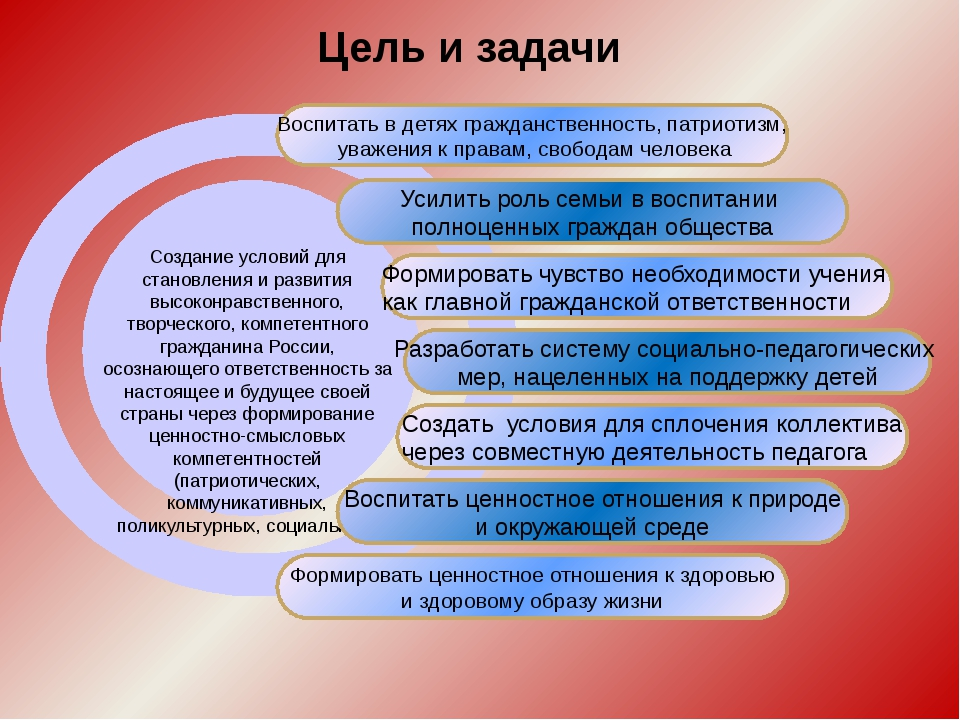 Цель и задачи
Создание условий для
становления и развития
высоконравственного,
творческого, компетентного
гражданина России,
осознающего ответственность за
настоящее и будущее своей
страны через формирование
ценностно-смысловых
компетентностей
(патриотических,
коммуникативных,
поликультурных,
Воспитать в детях гражданственность, патриотизм,
уважения к правам, свободам человека
Усилить роль семьи в воспитании
полноценных граждан общества
Формировать чувство необходимости учения
как главной гражданской ответственности
Разработать систему социально-педагогических
мер, нацеленных на поддержку детей
Создать условия для сплочения коллектива
через совместную деятельность педагога
Воспитать ценностное отношения к природе
и окружающей среде
Формировать ценностное отношения к здоровью
и здоровому образу жизни